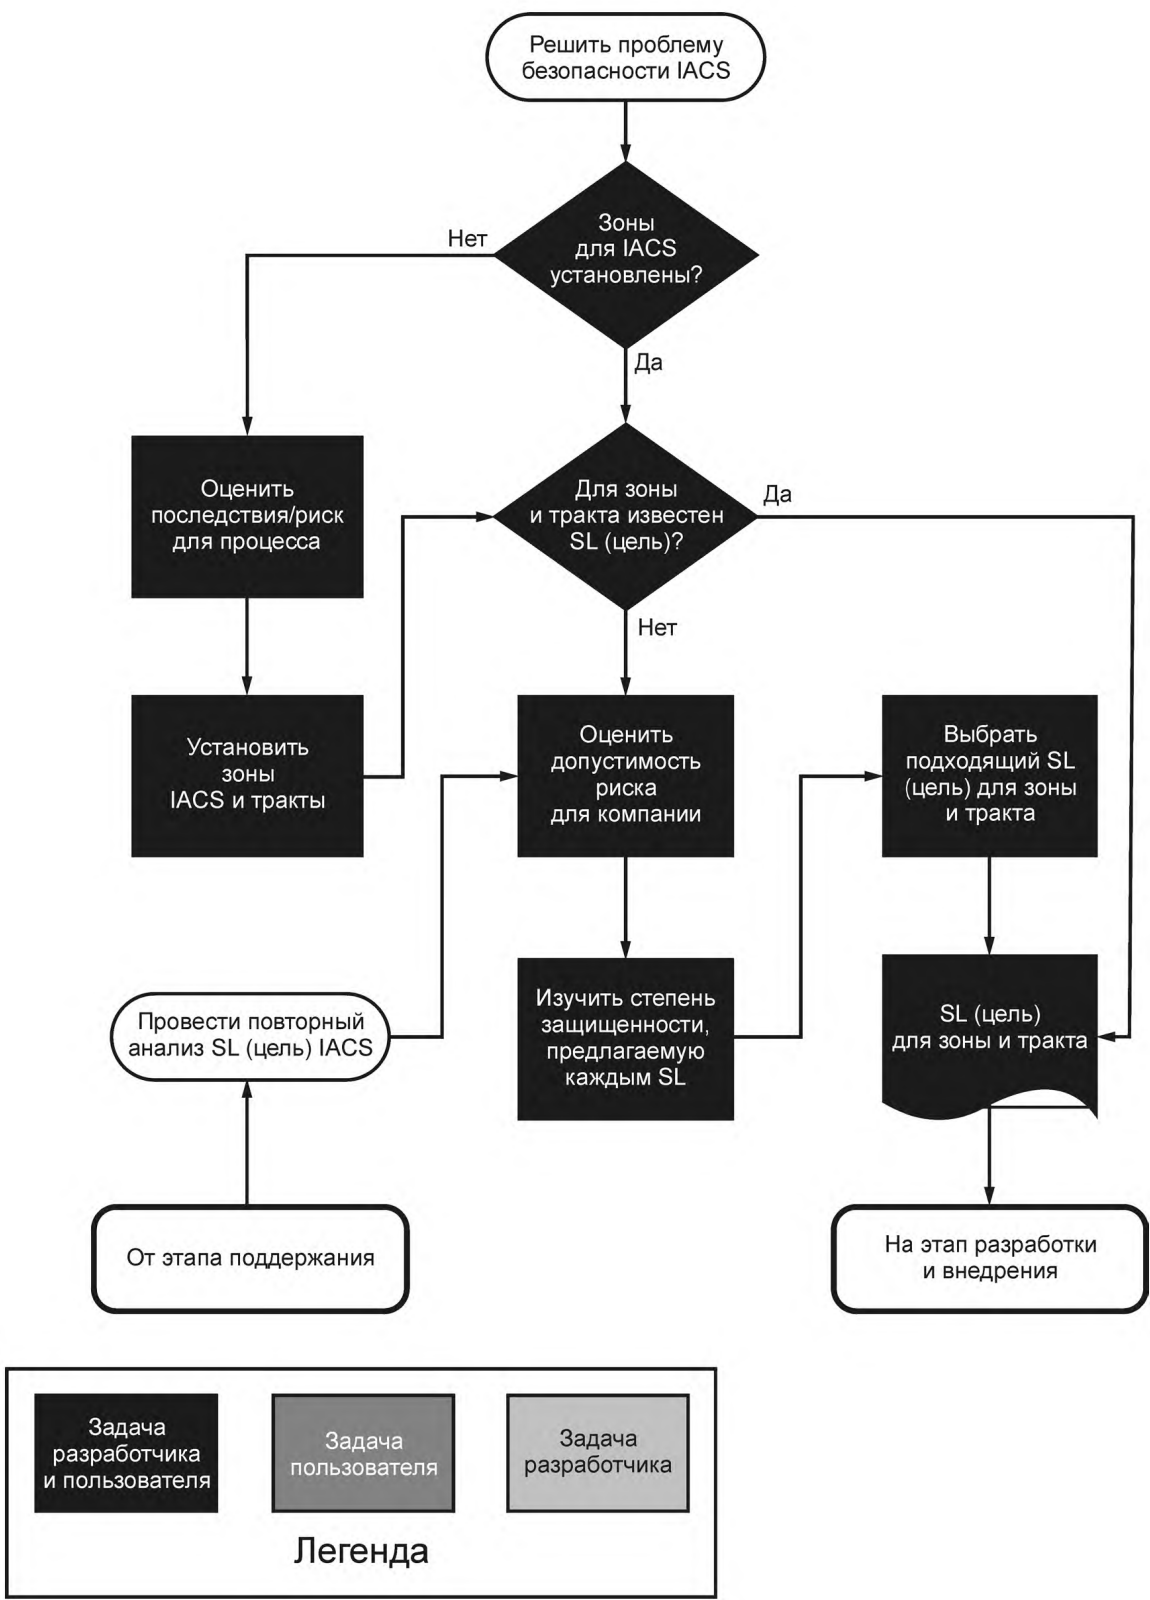 Решить проблему
безопасности IACS
Зоны
для IACS
установлены?
Нет
Да
Оценить
последствия/риск
для процесса
Для зоны
и тракта известен
SL (цель)?
Да
Нет
Установить
зоны
IACS и тракты
Оценить
допустимость
риска
для компании
Выбрать
подходящий SL
(цель) для зоны
и тракта
Провести повторный
анализ SL (цель) IACS
Изучить степень
защищенности,
предлагаемую
каждым SL
SL (цель)
для зоны и тракта
От этапа поддержания
На этап разработки
и внедрения
Задача
разработчика
и пользователя
Задача
пользователя
Задача
разработчика
Легенда